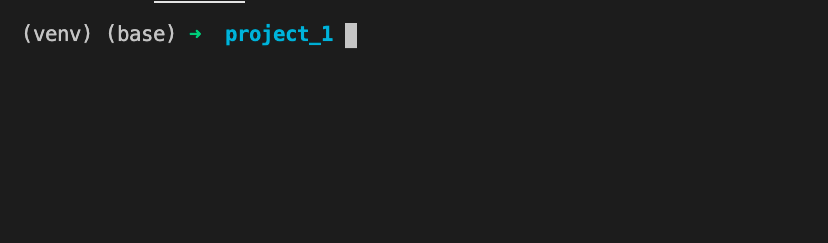 (venv) (base) ➜ project_1